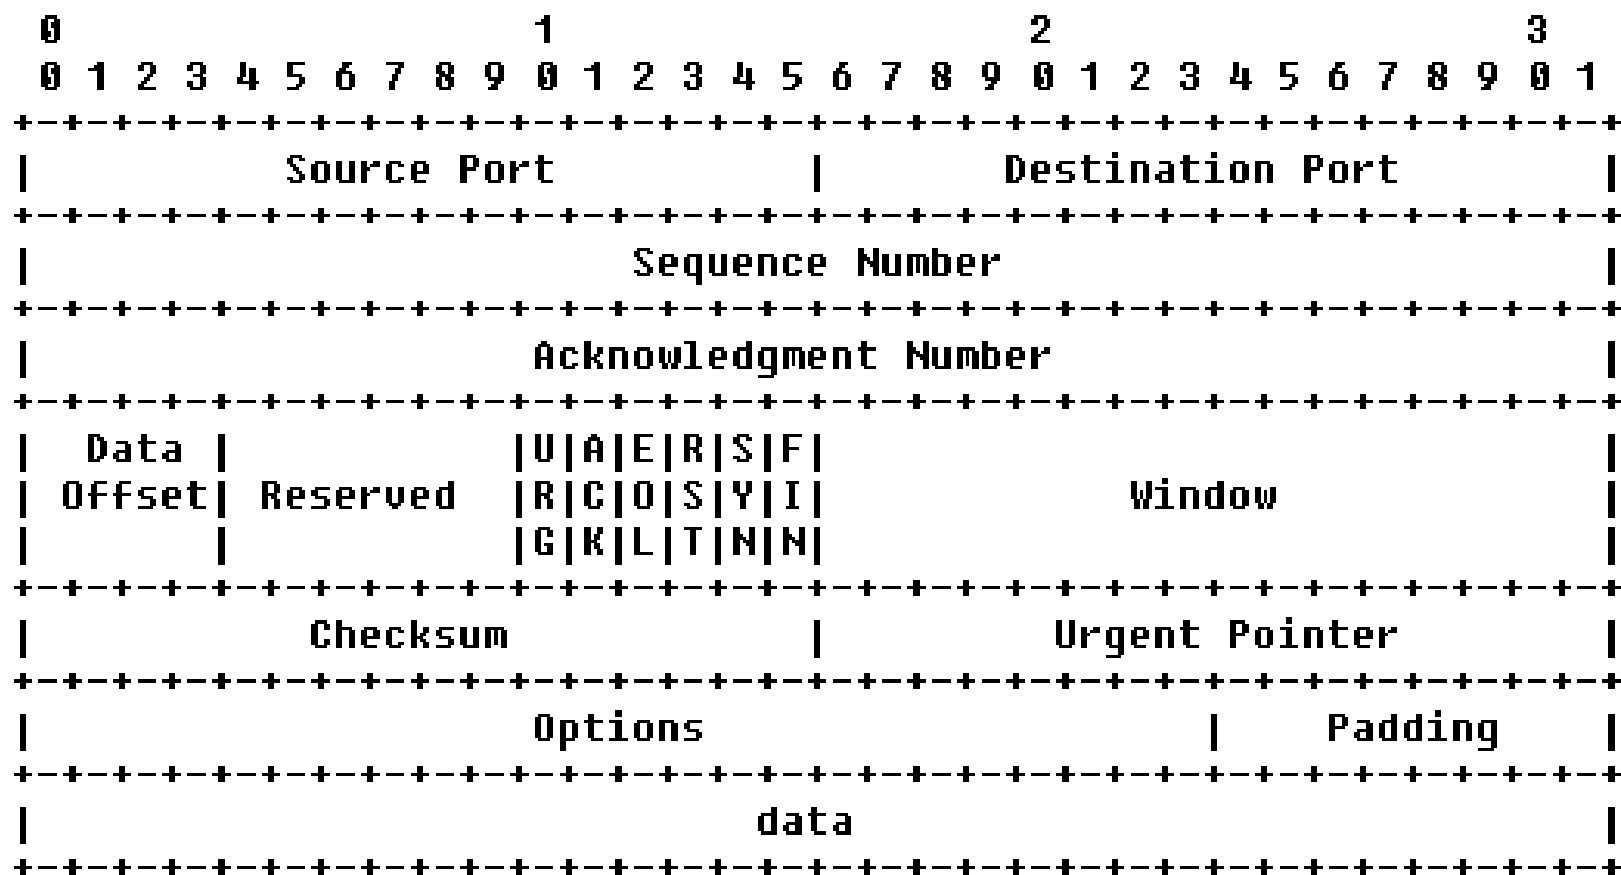 0                   1                   2                   3
 0 1 2 3 4 5 6 7 8 9 0 1 2 3 4 5 6 7 8 9 0 1 2 3 4 5 6 7 8 9 0 1
+-+-+-+-+-+-+-+-+-+-+-+-+-+-+-+-+-+-+-+-+-+-+-+-+-+-+-+-+-+-+-+-+
|          Source Port          |       Destination Port        |
+-+-+-+-+-+-+-+-+-+-+-+-+-+-+-+-+-+-+-+-+-+-+-+-+-+-+-+-+-+-+-+-+
|                        Sequence Number                        |
+-+-+-+-+-+-+-+-+-+-+-+-+-+-+-+-+-+-+-+-+-+-+-+-+-+-+-+-+-+-+-+-+
|                    Acknowledgment Number                      |
+-+-+-+-+-+-+-+-+-+-+-+-+-+-+-+-+-+-+-+-+-+-+-+-+-+-+-+-+-+-+-+-+
|  Data |           |U|A|E|R|S|F|                               |
| Offset| Reserved  |R|C|O|S|Y|I|            Window             |
|       |           |G|K|L|T|N|N|                               |
+-+-+-+-+-+-+-+-+-+-+-+-+-+-+-+-+-+-+-+-+-+-+-+-+-+-+-+-+-+-+-+-+
|           Checksum            |         Urgent Pointer        |
+-+-+-+-+-+-+-+-+-+-+-+-+-+-+-+-+-+-+-+-+-+-+-+-+-+-+-+-+-+-+-+-+
|                    Options                    |    Padding    |
+-+-+-+-+-+-+-+-+-+-+-+-+-+-+-+-+-+-+-+-+-+-+-+-+-+-+-+-+-+-+-+-+
|                             data                              |
+-+-+-+-+-+-+-+-+-+-+-+-+-+-+-+-+-+-+-+-+-+-+-+-+-+-+-+-+-+-+-+-+